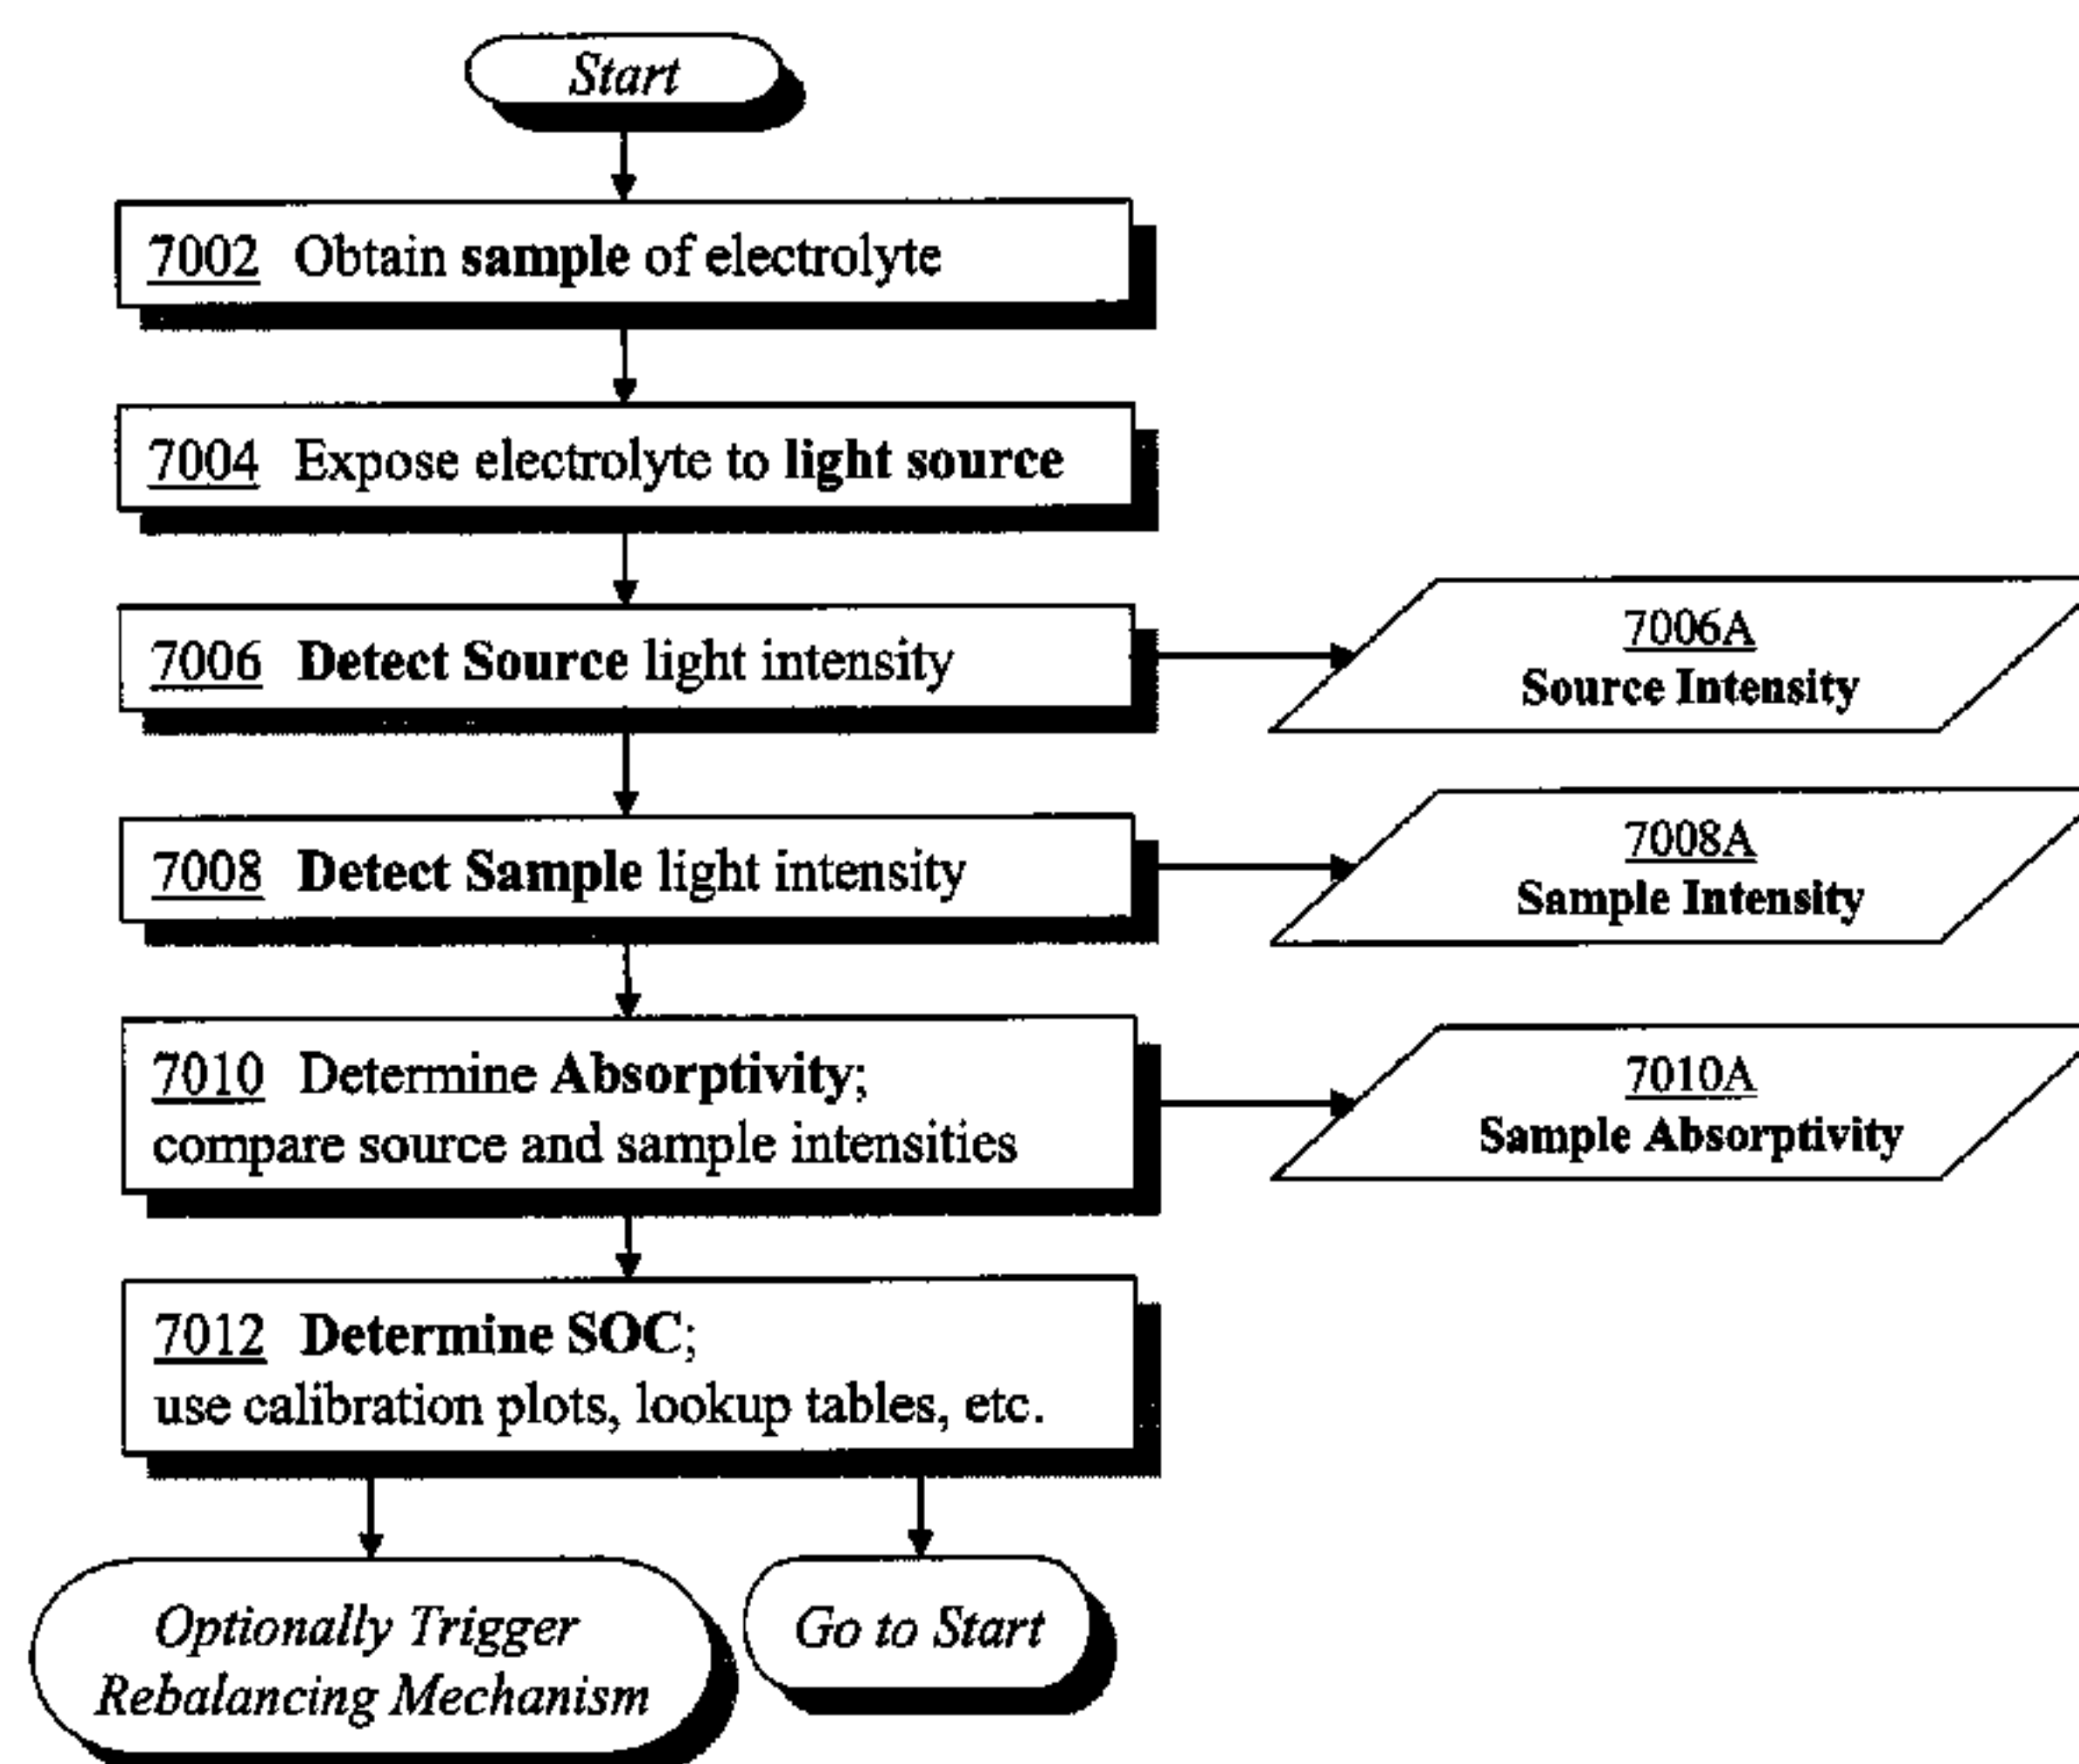 Start
7002 Obtain sample of electrolyte
7004 Expose electrolyte to light source
7006 Detect Source light intensity
7006A
Source Intensity
7008 Detect Sample light intensity
7008A
Sample Intensity
7010 Determine Absorptivity;
compare source and sample intensities
7010A
Sample Absorptivity
7012 Determine SOC;
use calibration plots, lookup tables, etc.
Optionally Trigger
Rebalancing Mechanism
Go to Start